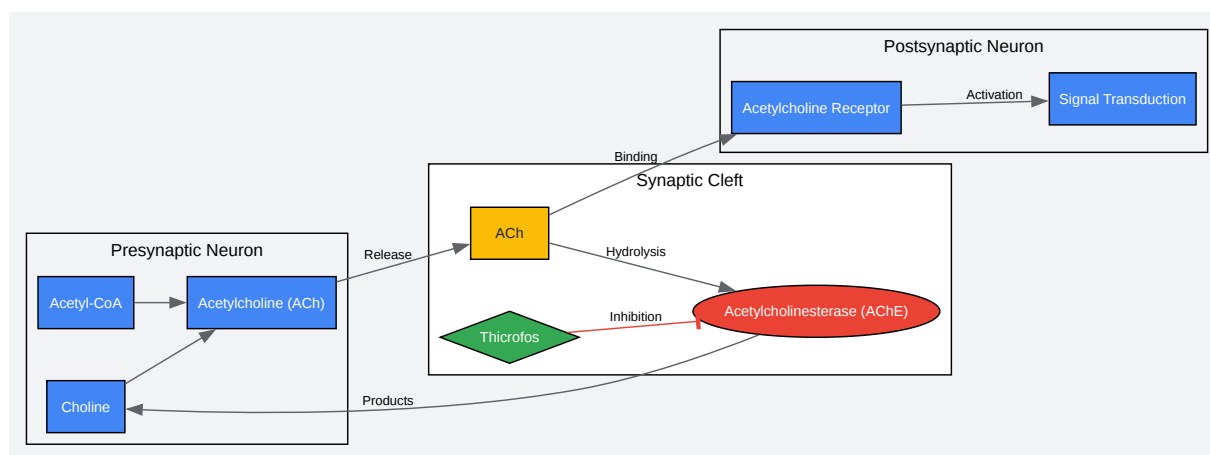 Postsynaptic Neuron
Acetylcholine Receptor
Activation
Signal Transduction
Binding
Synaptic Cleft
ACh
Hydrolysis
Release
Presynaptic Neuron
Acetyl-CoA
Acetylcholine (ACh)
Inhibition
Acetylcholinesterase (AChE)
Thicrofos
Products
Choline